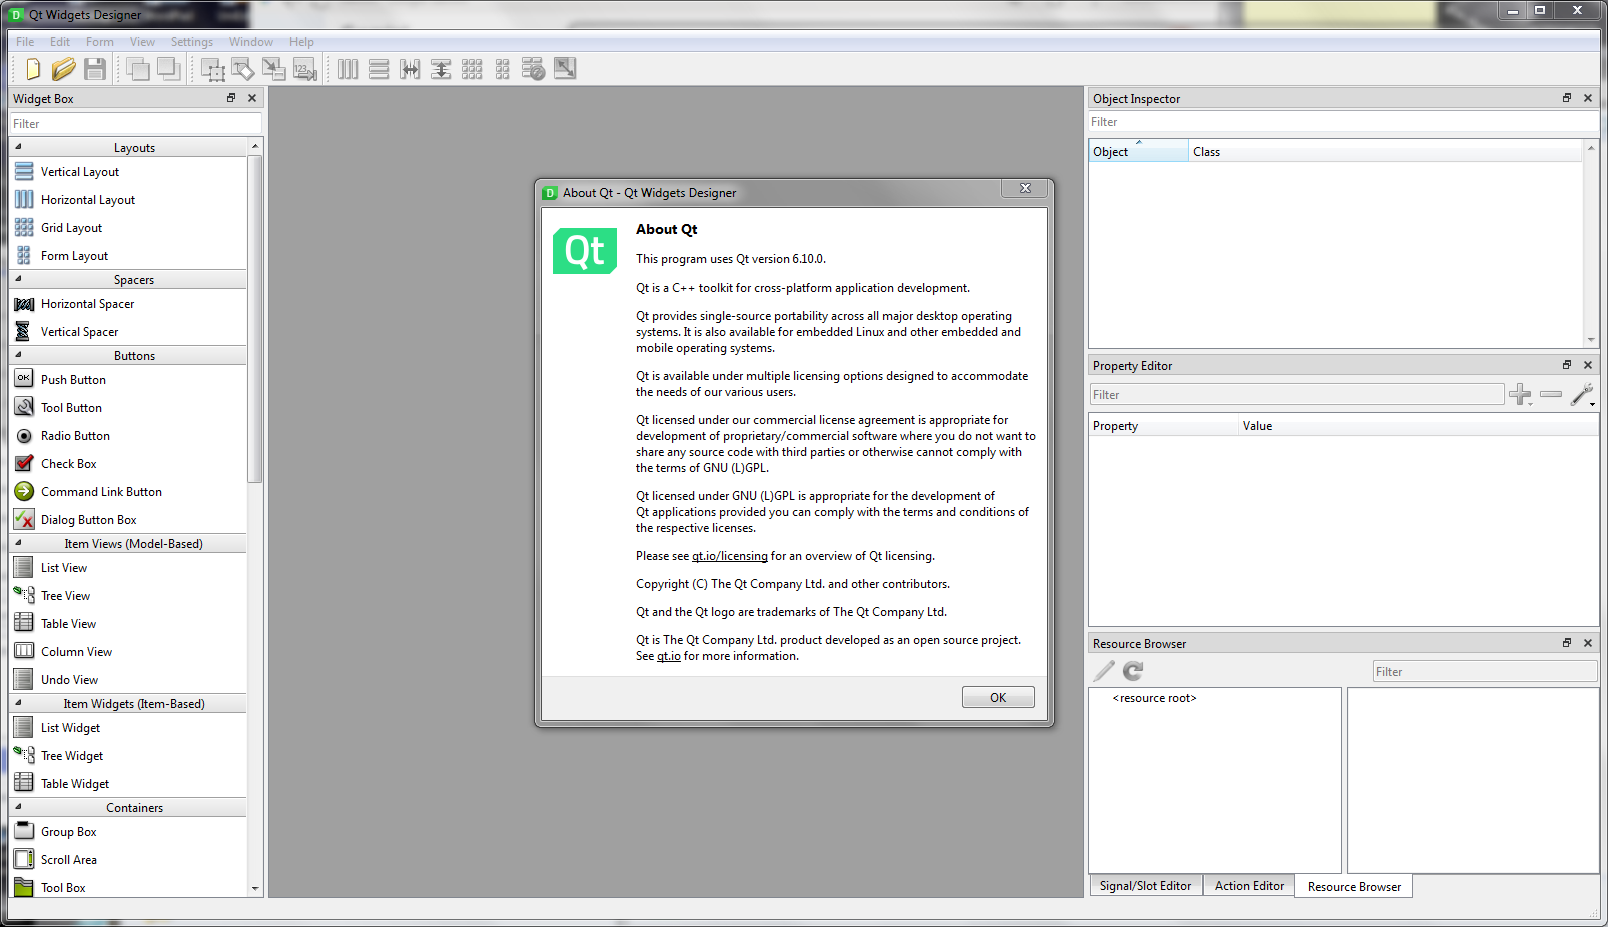 Qt Widgets Designer
File Edit Form View Settings Window Help
123
Widget Box
Filter
Layouts
Vertical Layout
Horizontal Layout
Grid Layout
Form Layout
Spacers
Horizontal Spacer
Vertical Spacer
Buttons
OK Push Button
Tool Button
Radio Button
Check Box
Command Link Button
Dialog Button Box
Item Views (Model-Based)
List View
Tree View
Table View
Column View
Undo View
Item Widgets (Item-Based)
List Widget
Tree Widget
Table Widget
Containers
Group Box
Scroll Area
Tool Box
About Qt - Qt Widgets Designer
Qt
About Qt
This program uses Qt version 6.10.0.
Qt is a C++ toolkit for cross-platform application development.
Qt provides single-source portability across all major desktop operating
systems. It is also available for embedded Linux and other embedded and
mobile operating systems.
Qt is available under multiple licensing options designed to accommodate
the needs of our various users.
Qt licensed under our commercial license agreement is appropriate for
development of proprietary/commercial software where you do not want to
share any source code with third parties or otherwise cannot comply with
the terms of GNU (L)GPL.
Qt licensed under GNU (L)GPL is appropriate for the development of
Qt applications provided you can comply with the terms and conditions of
the respective licenses.
Please see qt.io/licensing for an overview of Qt licensing.
Copyright (C) The Qt Company Ltd. and other contributors.
Qt and the Qt logo are trademarks of The Qt Company Ltd.
Qt is The Qt Company Ltd. product developed as an open source project.
See qt.io for more information.
OK
Object Inspector
Filter
Object Class
Property Editor
Filter
Property Value
Resource Browser
Filter
<resource root>
Signal/Slot Editor Action Editor Resource Browser